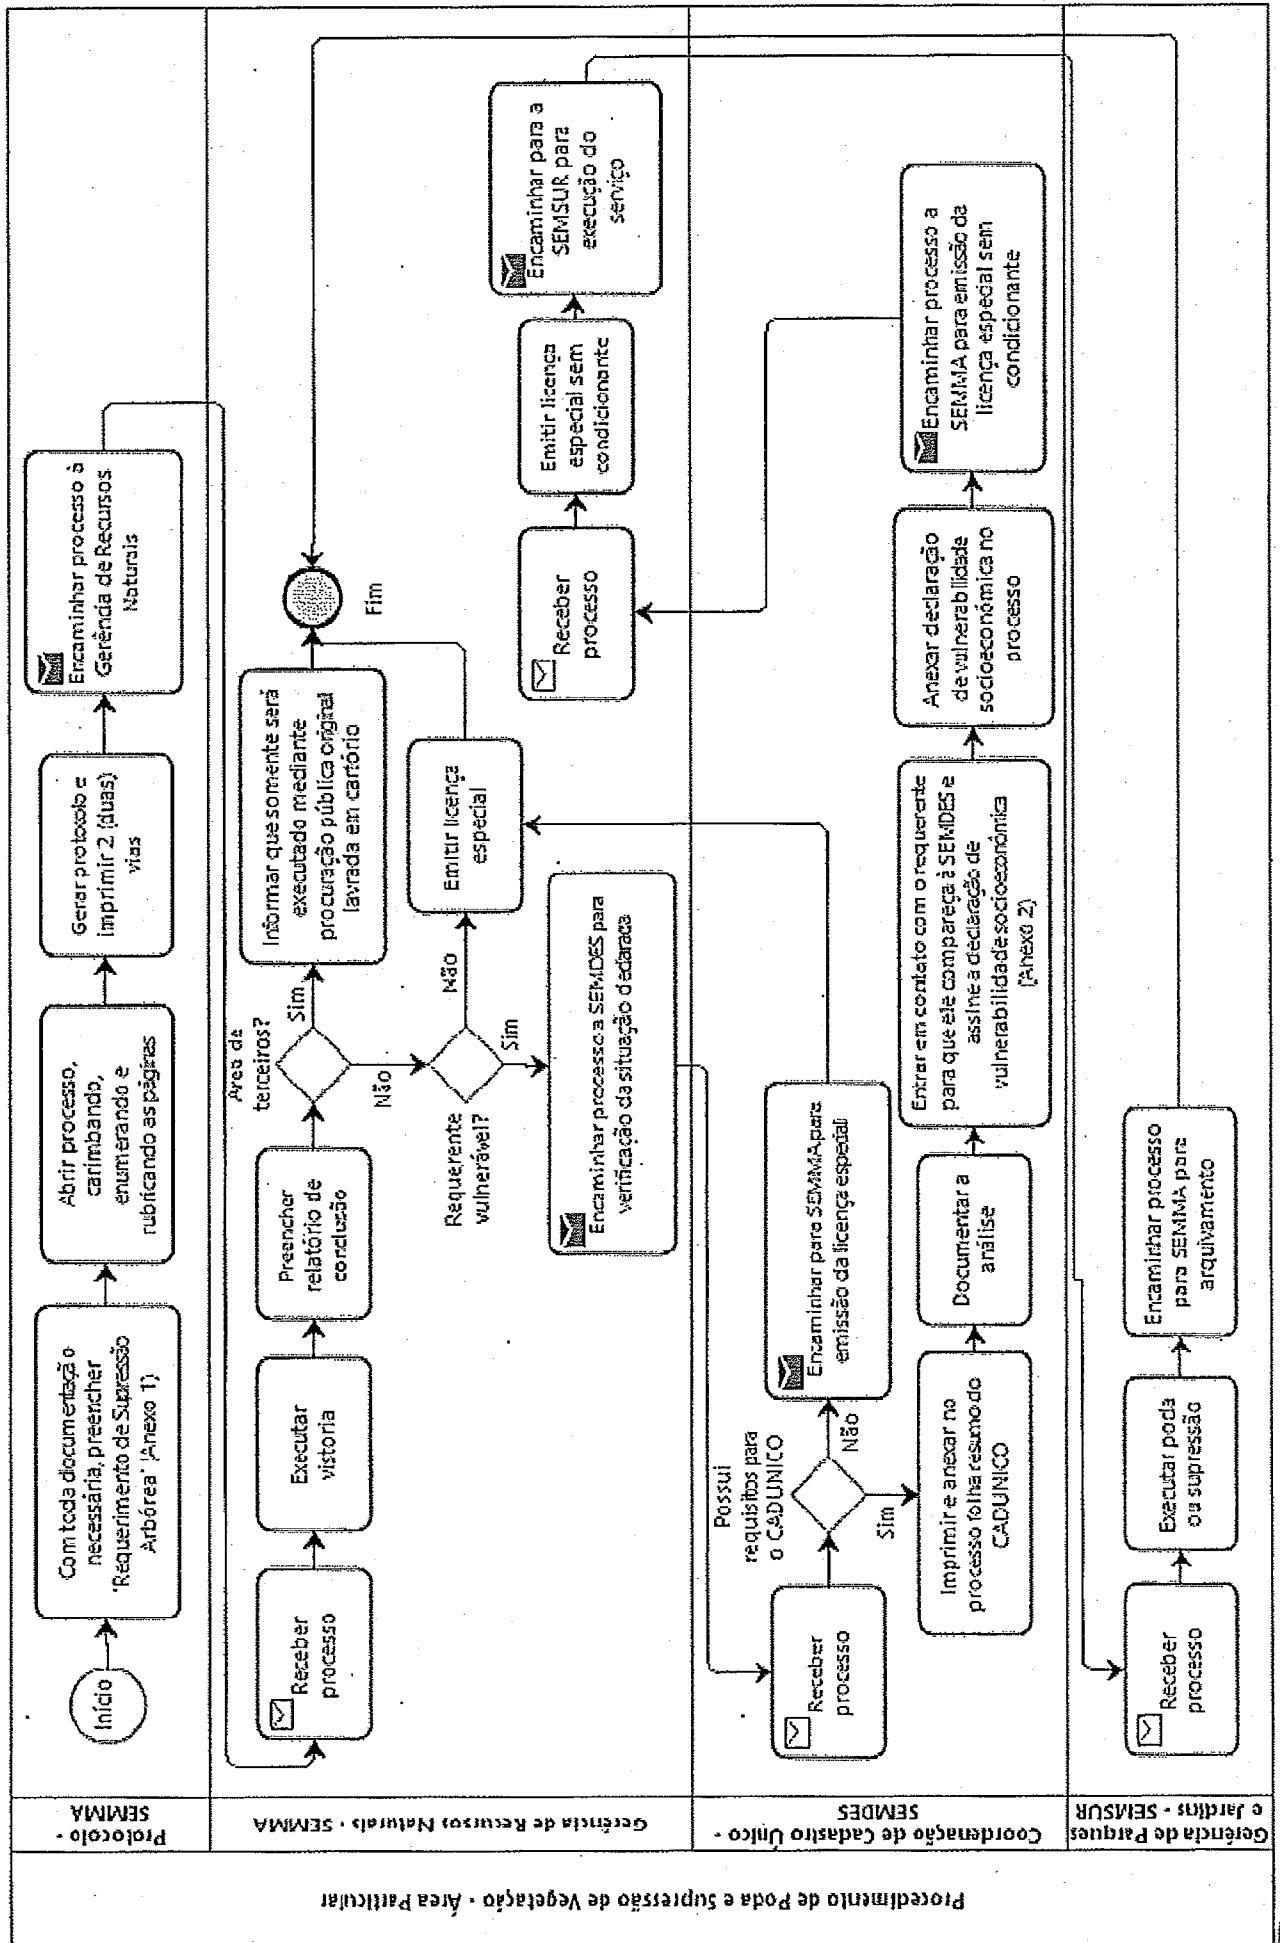 Procedimento de Poda e Supressão de Vegetação - Área Particular
Protocolo -
SEMMA
Início
Com toda documentação
necessária, preencher
"Requerimento de Supressão
Arbórea" (Anexo 1)
Abrir processo,
carimbando,
enumerando e
rubricando as páginas
Gerar protocolo e
imprimir 2 (duas)
vias
Encaminhar processo à
Gerência de Recursos
Naturais
Gerência de Recursos Naturais - SEMMA
Receber
processo
Executar
vistoria
Preencher
relatório de
conclusão
Área de
terceiros?
Sim
Não
Informar que somente será
executado mediante
procuração pública original
lavrada em cartório
Fim
Requerente
vulnerável?
Não
Sim
Emitir licença
especial
Encaminhar processo a SEMDES para
verificação da situação declarada
Receber
processo
Emitir licença
especial sem
condicionante
Encaminhar para a
SEMSUR para
execução do
serviço
Coordenação de Cadastro Único -
SEMDES
Receber
processo
Possui
requisitos para
o CADUNICO
Não
Sim
Encaminhar para SEMMA para
emissão da licença especial
Imprimir e anexar no
processo folha resumo do
CADUNICO
Documentar a
análise
Entrar em contato com o requerente
para que ele compareça à SEMDES e
assine a declaração de
vulnerabilidade socioeconômica
(Anexo 2)
Anexar declaração
de vulnerabilidade
socioeconômica no
processo
Encaminhar processo a
SEMMA para emissão da
licença especial sem
condicionante
Gerência de Parques
e Jardins - SEMSUR
Receber
processo
Executar poda
ou supressão
Encaminhar processo
para SEMMA para
arquivamento